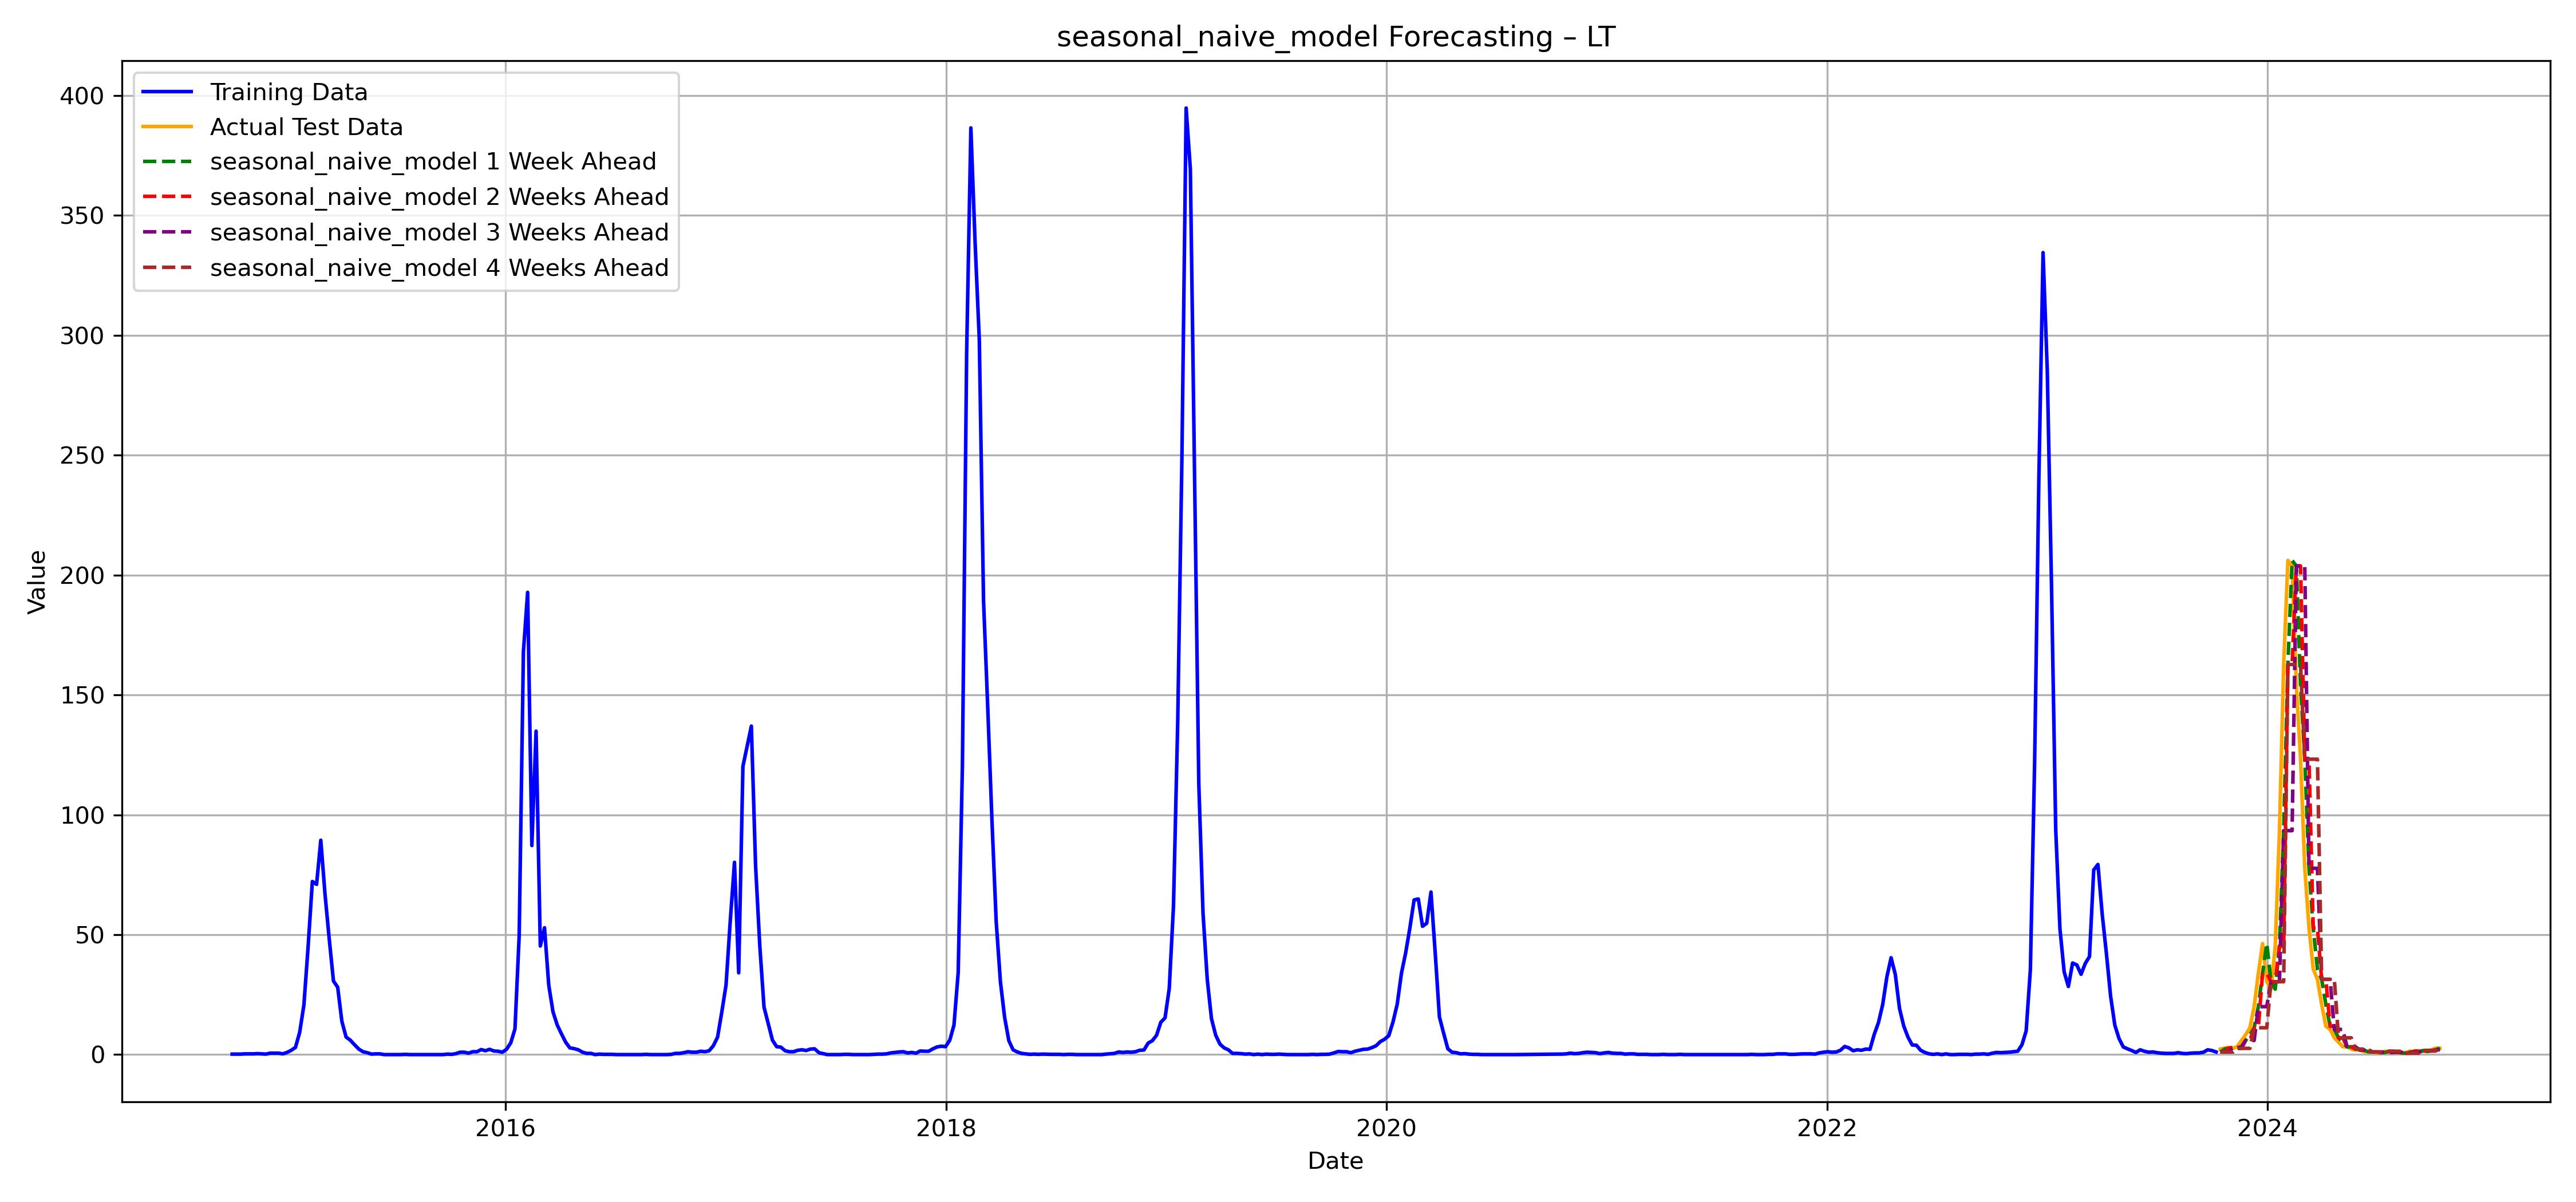 seasonal_naive_model Forecasting – LT
Training Data
Actual Test Data
seasonal_naive_model 1 Week Ahead
seasonal_naive_model 2 Weeks Ahead
seasonal_naive_model 3 Weeks Ahead
seasonal_naive_model 4 Weeks Ahead
400
350
300
250
200
150
100
50
0
Value
2016
2018
2020
2022
2024
Date